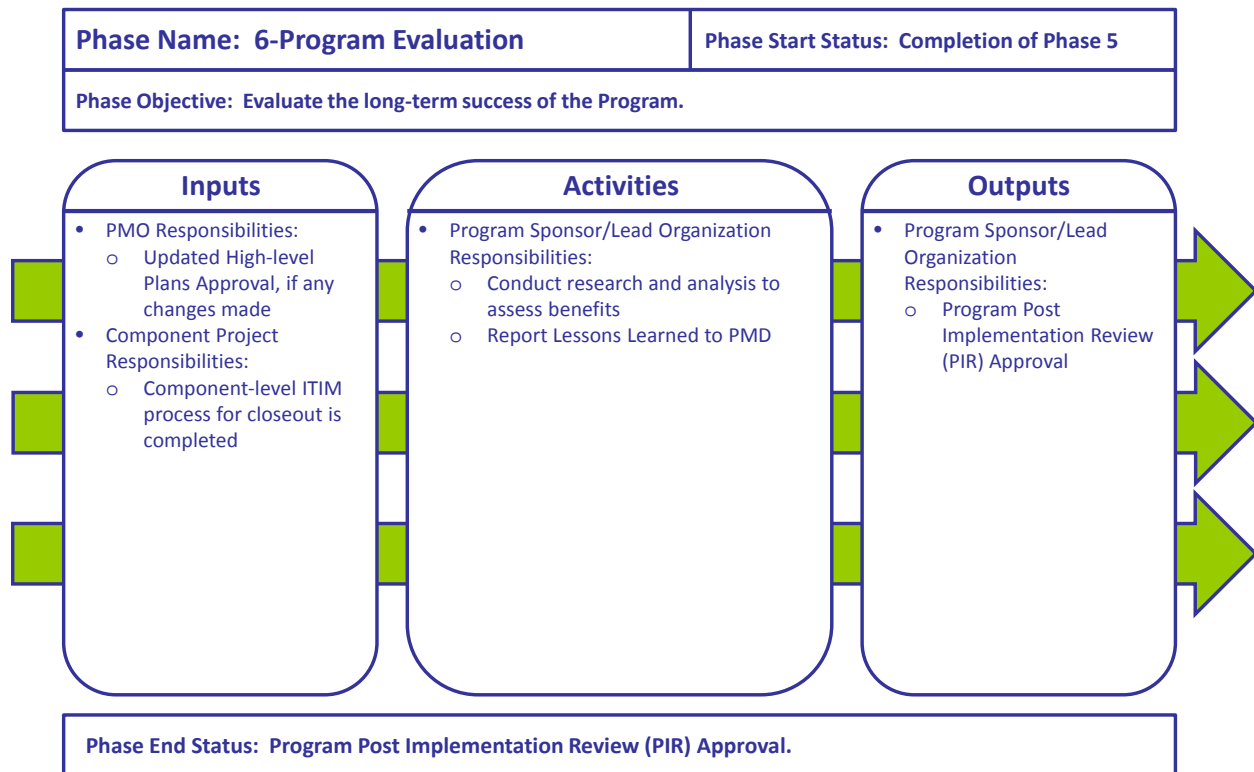 Phase Name: 6-Program Evaluation
Phase Start Status: Completion of Phase 5
Phase Objective: Evaluate the long-term success of the Program.
Inputs
• PMO Responsibilities:
o Updated High-level
Plans Approval, if any
changes made
• Component Project
Responsibilities:
o Component-level ITIM
process for closeout is
completed
Activities
• Program Sponsor/Lead Organization
Responsibilities:
o Conduct research and analysis to
assess benefits
o Report Lessons Learned to PMD
Outputs
• Program Sponsor/Lead
Organization
Responsibilities:
o Program Post
Implementation Review
(PIR) Approval
Phase End Status: Program Post Implementation Review (PIR) Approval.